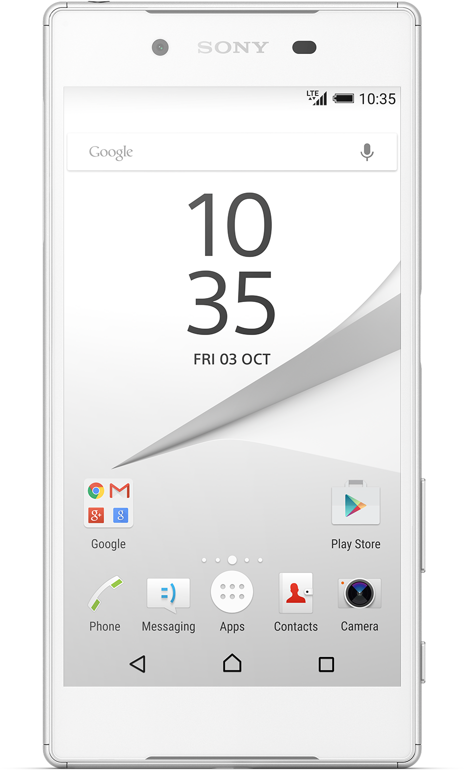 SONY
LTE 10:35
Google
10
35
FRI 03 OCT
Google
Play Store
Phone
Messaging
Apps
Contacts
Camera